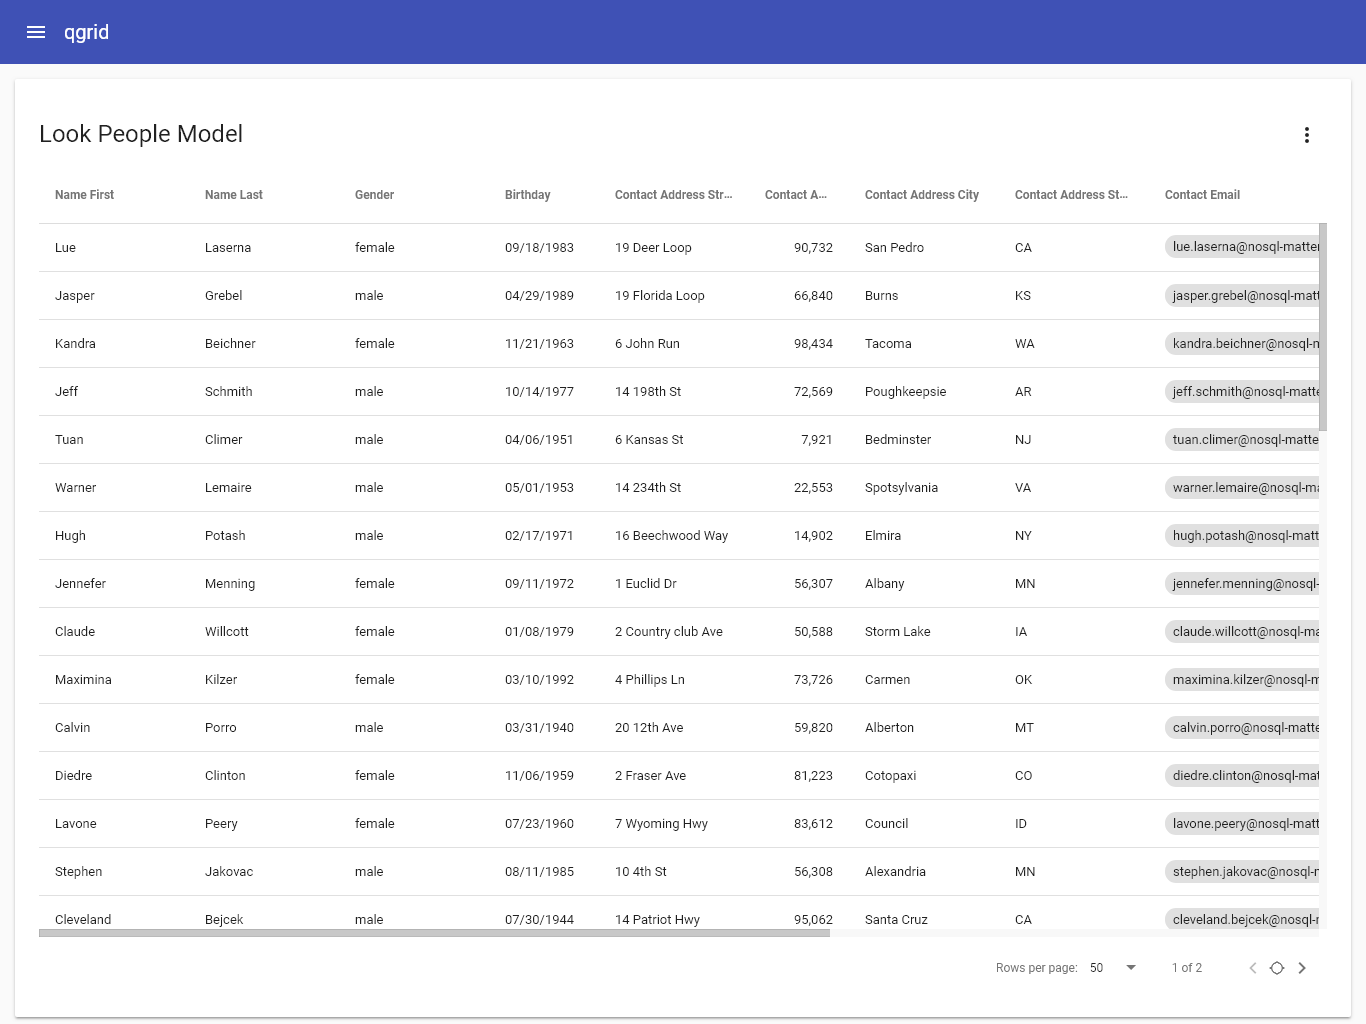 qgrid
Look People Model
Name First Name Last Gender Birthday Contact Address Str... Contact A... Contact Address City Contact Address St... Contact Email
Lue Laserna female 09/18/1983 19 Deer Loop 90,732 San Pedro CA lue.laserna@nosql-matter
Jasper Grebel male 04/29/1989 19 Florida Loop 66,840 Burns KS jasper.grebel@nosql-matt
Kandra Beichner female 11/21/1963 6 John Run 98,434 Tacoma WA kandra.beichner@nosql-n
Jeff Schmith male 10/14/1977 14 198th St 72,569 Poughkeepsie AR jeff.schmith@nosql-matte
Tuan Climer male 04/06/1951 6 Kansas St 7,921 Bedminster NJ tuan.climer@nosql-matte
Warner Lemaire male 05/01/1953 14 234th St 22,553 Spotsylvania VA warner.lemaire@nosql-ma
Hugh Potash male 02/17/1971 16 Beechwood Way 14,902 Elmira NY hugh.potash@nosql-matt
Jennefer Menning female 09/11/1972 1 Euclid Dr 56,307 Albany MN jennefer.menning@nosql-
Claude Willcott female 01/08/1979 2 Country club Ave 50,588 Storm Lake IA claude.willcott@nosql-ma
Maximina Kilzer female 03/10/1992 4 Phillips Ln 73,726 Carmen OK maximina.kilzer@nosql-m
Calvin Porro male 03/31/1940 20 12th Ave 59,820 Alberton MT calvin.porro@nosql-matte
Diedre Clinton female 11/06/1959 2 Fraser Ave 81,223 Cotopaxi CO diedre.clinton@nosql-mat
Lavone Peery female 07/23/1960 7 Wyoming Hwy 83,612 Council ID lavone.peery@nosql-matt
Stephen Jakovac male 08/11/1985 10 4th St 56,308 Alexandria MN stephen.jakovac@nosql-r
Cleveland Bejcek male 07/30/1944 14 Patriot Hwy 95,062 Santa Cruz CA cleveland.bejcek@nosql-r
Rows per page: 50 1 of 2